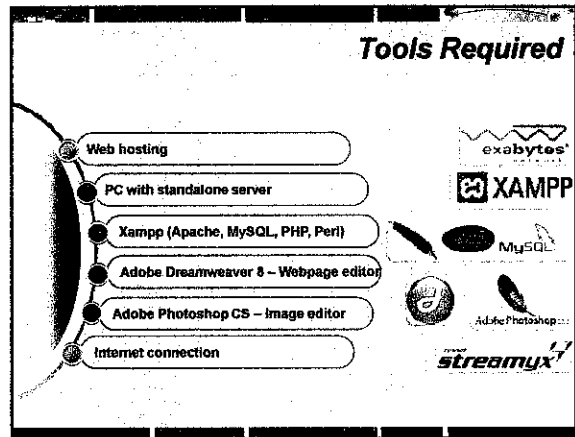 Tools Required
Web hosting
exabytes
network
PC with standalone server
XAMPP
Xampp (Apache, MySQL, PHP, Perl)
MySQL
Adobe Dreamweaver 8 – Webpage editor
Adobe Photoshop CS – Image editor
Adobe Photoshop
Internet connection
streamyx